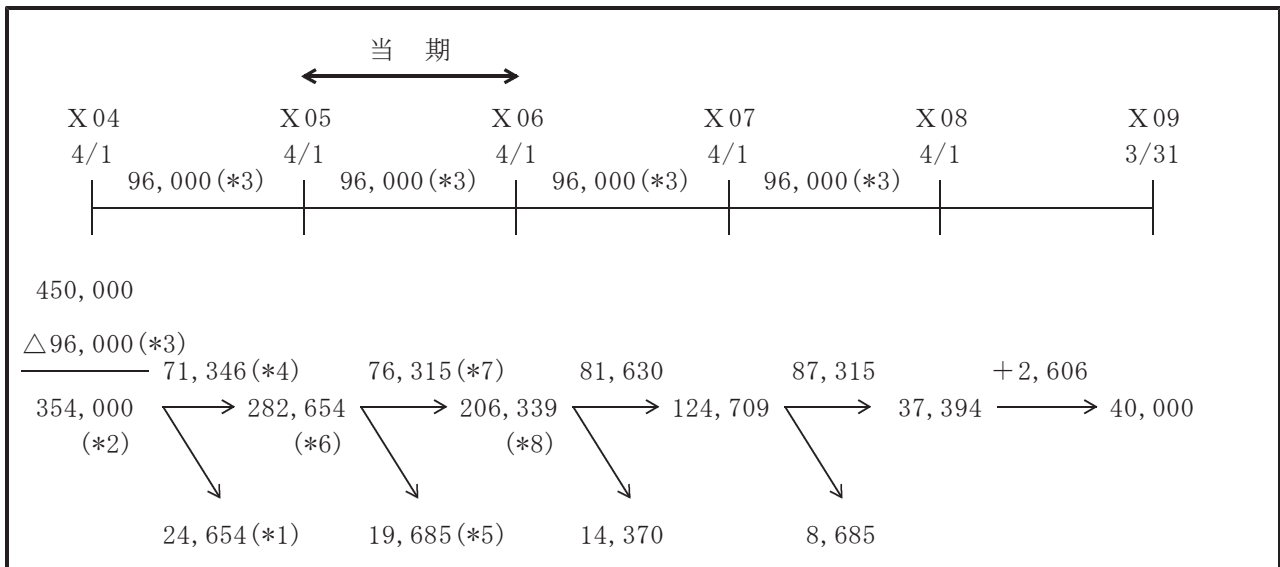 当 期
X04 X05 X06 X07 X08 X09
4/1 4/1 4/1 4/1 4/1 3/31
96,000(*3) 96,000(*3) 96,000(*3) 96,000(*3)
450,000
△96,000(*3)
71,346(*4) 76,315(*7) 81,630 87,315 +2,606
354,000 282,654 206,339 124,709 37,394 40,000
(*2) (*6) (*8)
24,654(*1) 19,685(*5) 14,370 8,685